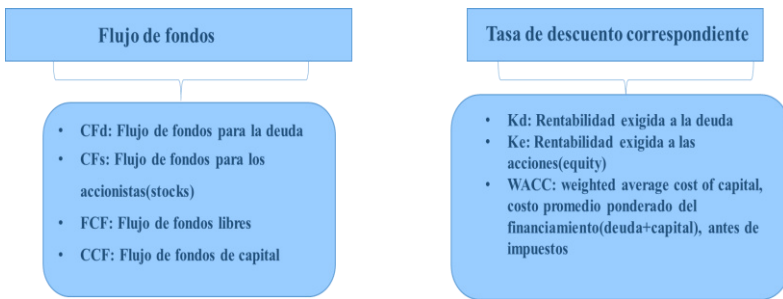 Flujo de fondos
• CFd: Flujo de fondos para la deuda
• CFs: Flujo de fondos para los
accionistas(stocks)
• FCF: Flujo de fondos libres
• CCF: Flujo de fondos de capital
Tasa de descuento correspondiente
• Kd: Rentabilidad exigida a la deuda
• Ke: Rentabilidad exigida a las
acciones(equity)
• WACC: weighted average cost of capital,
costo promedio ponderado del
financiamiento(deuda+capital), antes de
impuestos